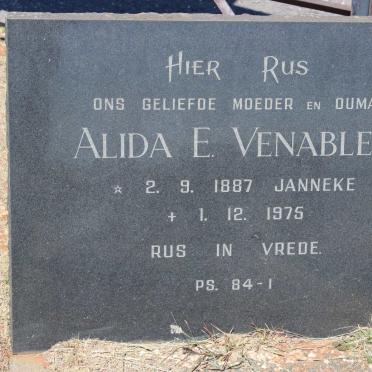 HIER RUS
ONS GELIEFDE MOEDER EN OUMA
ALIDA E. VENABLE
☆ 2. 9. 1887 JANNEKE
+ 1. 12. 1975
RUS IN VREDE.
PS. 84-1